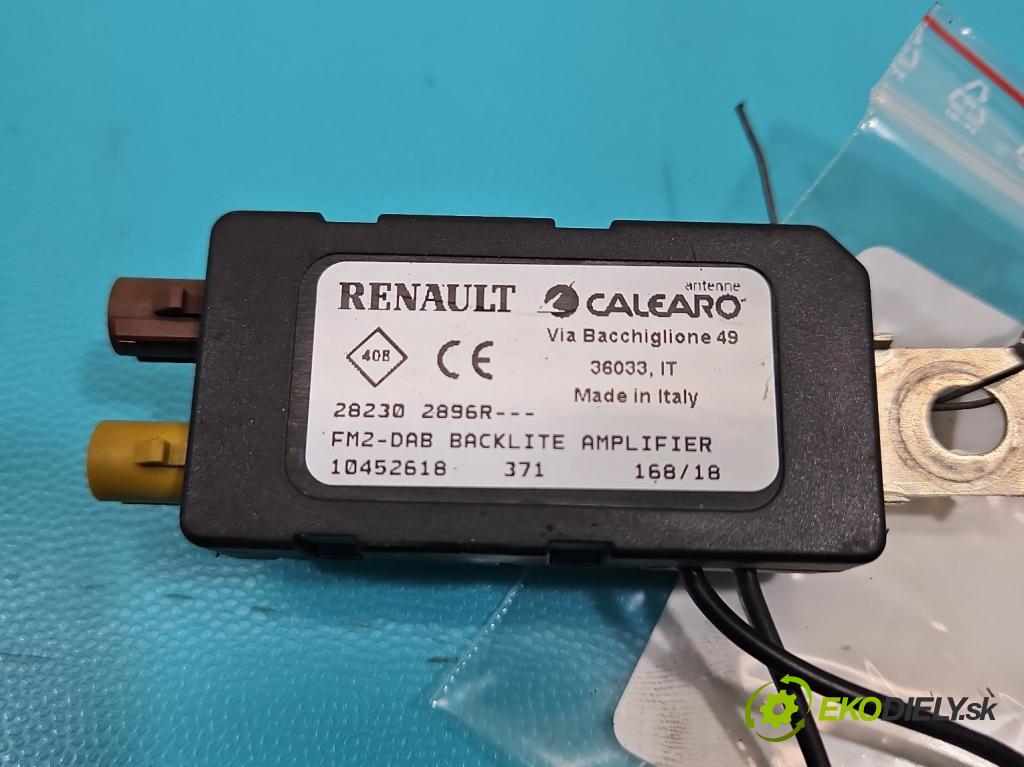 RENAULT
antenne
CALEARO
Via Bacchiglione 49
36033, IT
Made in Italy
408
CE
28230 2896R---
FM2-DAB BACKLITE AMPLIFIER
10452618 371 168/18
EKODIELY.sk